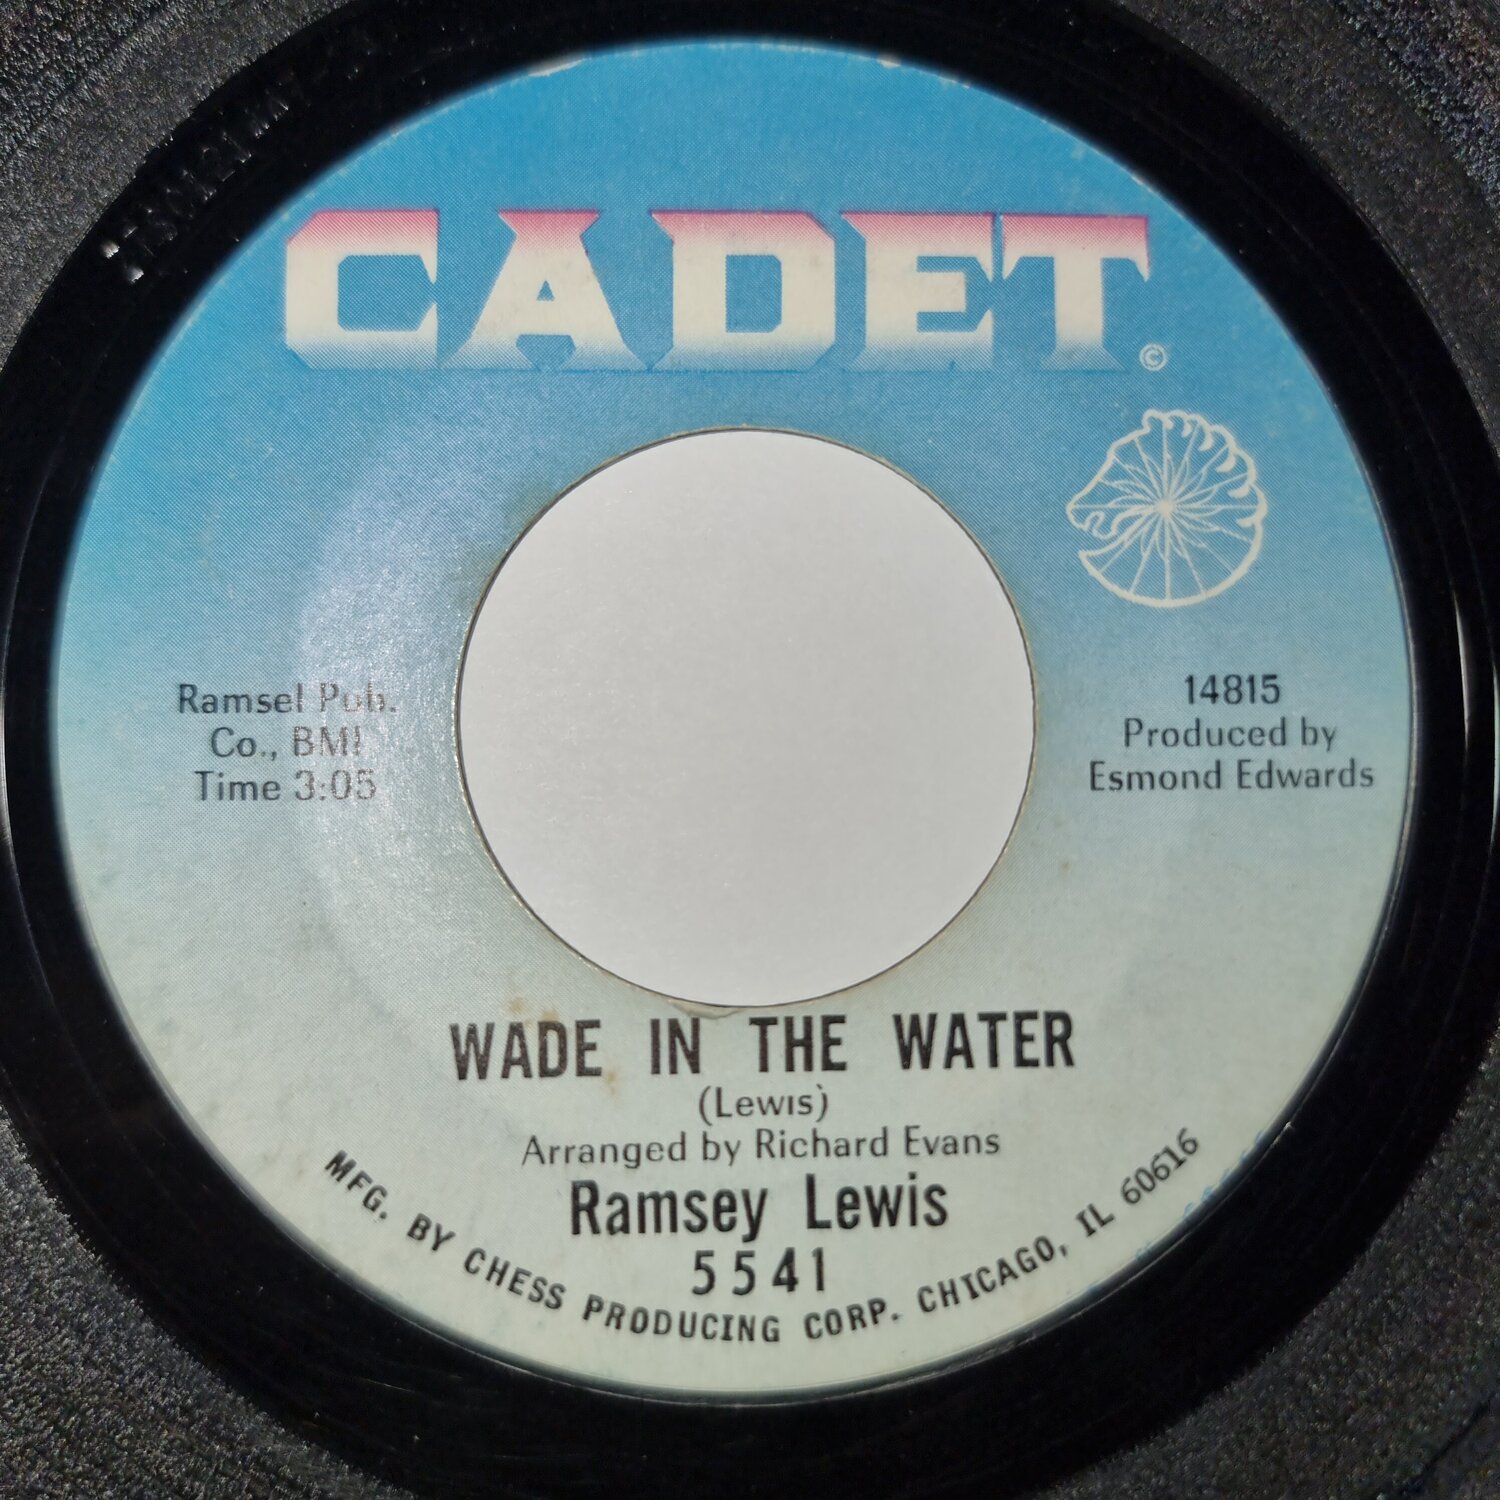 CADET
©
Ramsel Pub.
Co., BMI
Time 3:05
14815
Produced by
Esmond Edwards
WADE IN THE WATER
(Lewis)
Arranged by Richard Evans
Ramsey Lewis
5541
MFG. BY CHESS PRODUCING CORP. CHICAGO, IL 60616